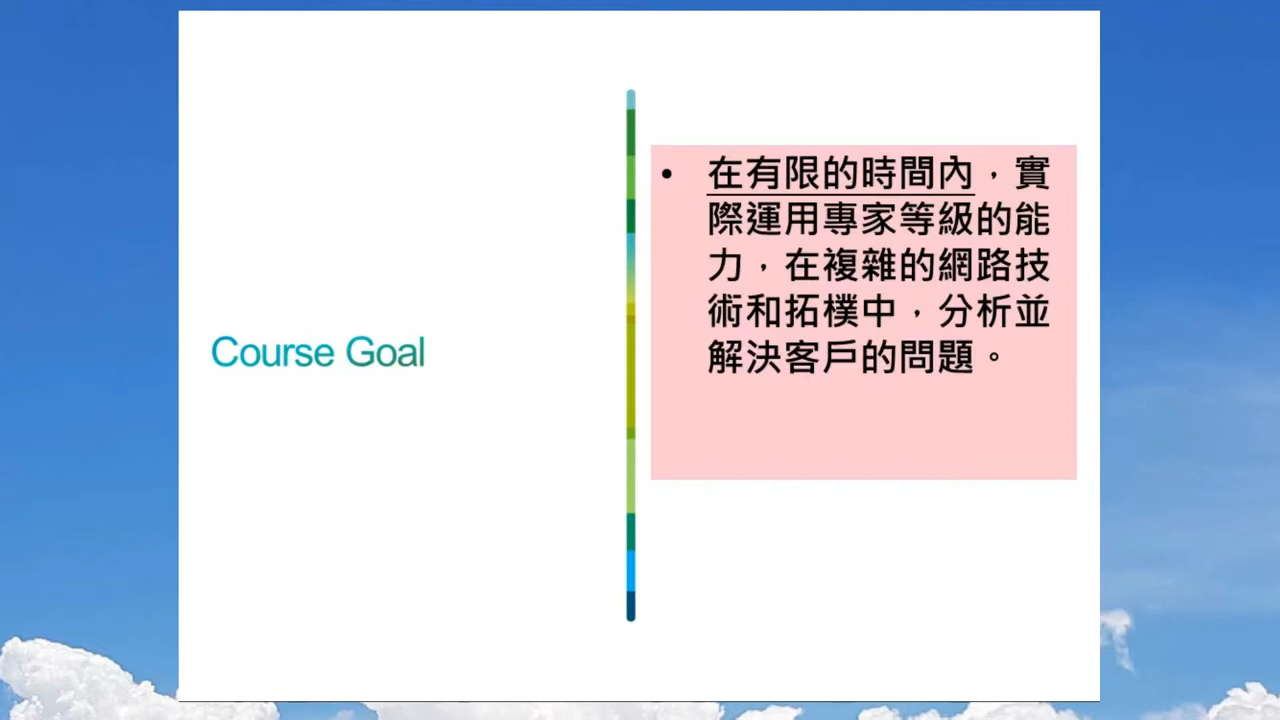 Course Goal
• 在有限的時間內，實
際運用專家等級的能
力，在複雜的網路技
術和拓樸中，分析並
解決客戶的問題。